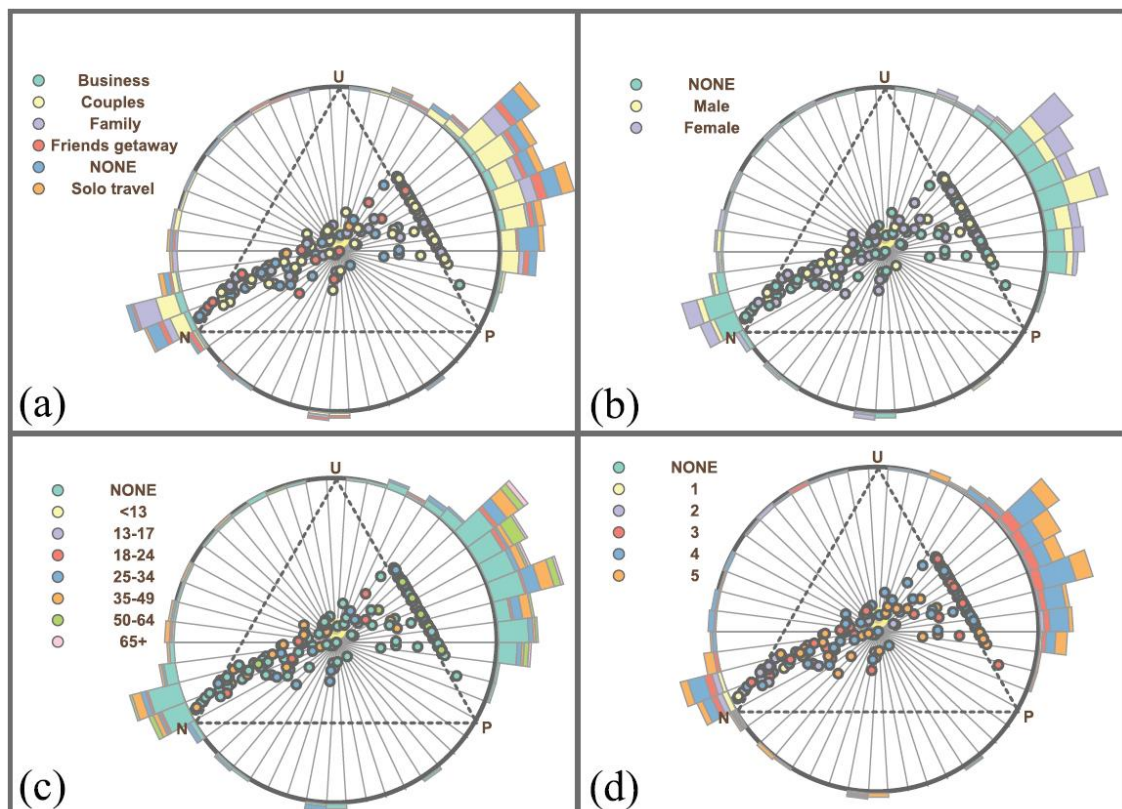 U
Business
Couples
Family
Friends getaway
NONE
Solo travel
N
P
(a)
U
NONE
Male
Female
N
P
(b)
U
NONE
<13
13-17
18-24
25-34
35-49
50-64
65+
N
P
(c)
U
NONE
1
2
3
4
5
N
P
(d)